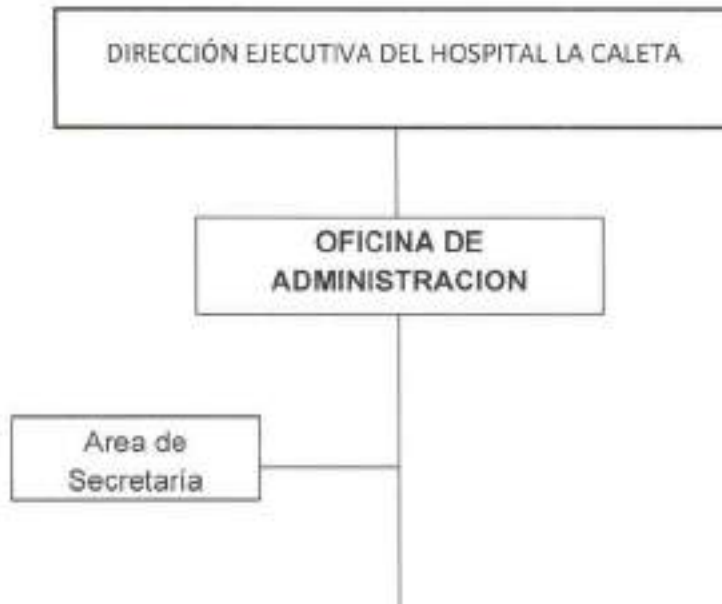 DIRECCIÓN EJECUTIVA DEL HOSPITAL LA CALETA
OFICINA DE
ADMINISTRACION
Area de
Secretaría